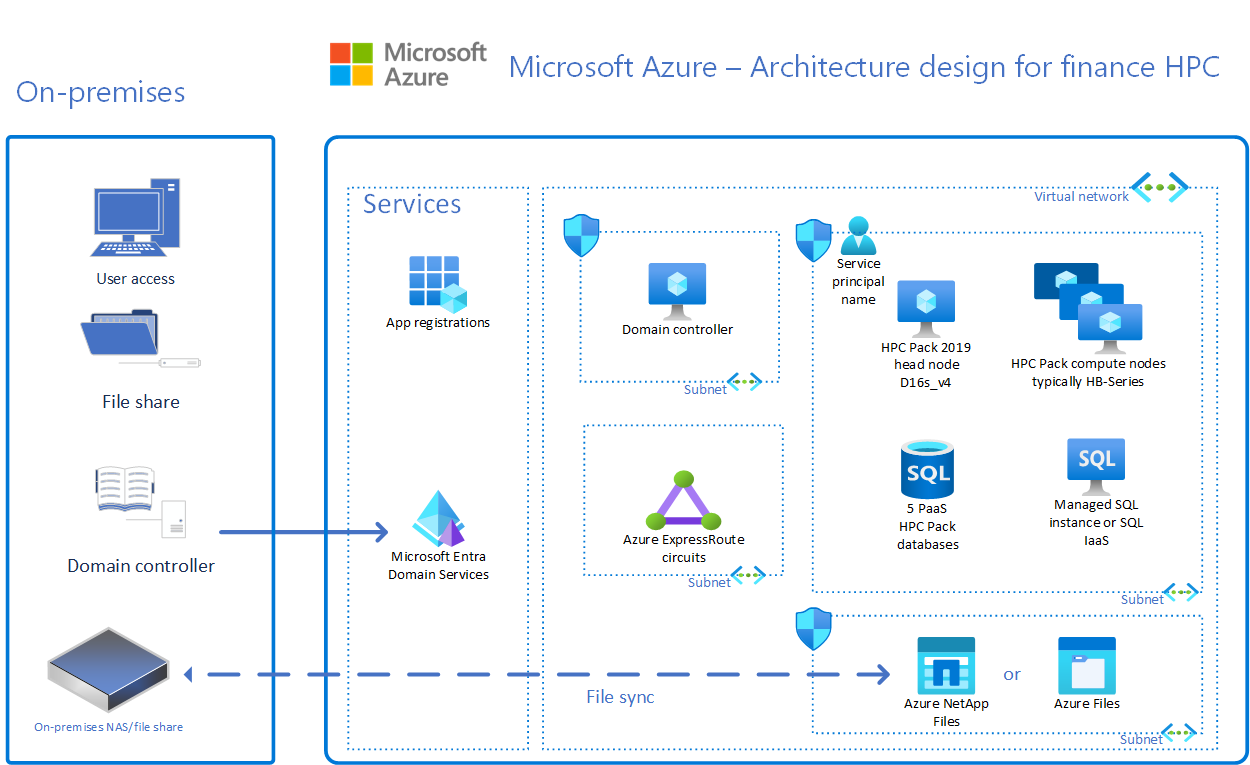 Microsoft
Azure
Microsoft Azure – Architecture design for finance HPC
On-premises
User access
File share
Domain controller
On-premises NAS/file share
Services
App registrations
Microsoft Entra
Domain Services
Virtual network
Domain controller
Subnet
Azure ExpressRoute
circuits
Subnet
Service
principal
name
HPC Pack 2019
head node
D16s_v4
HPC Pack compute nodes
typically HB-Series
SQL
5 PaaS
HPC Pack
databases
SQL
Managed SQL
instance or SQL
IaaS
Subnet
File sync
Azure NetApp
Files
or
Azure Files
Subnet